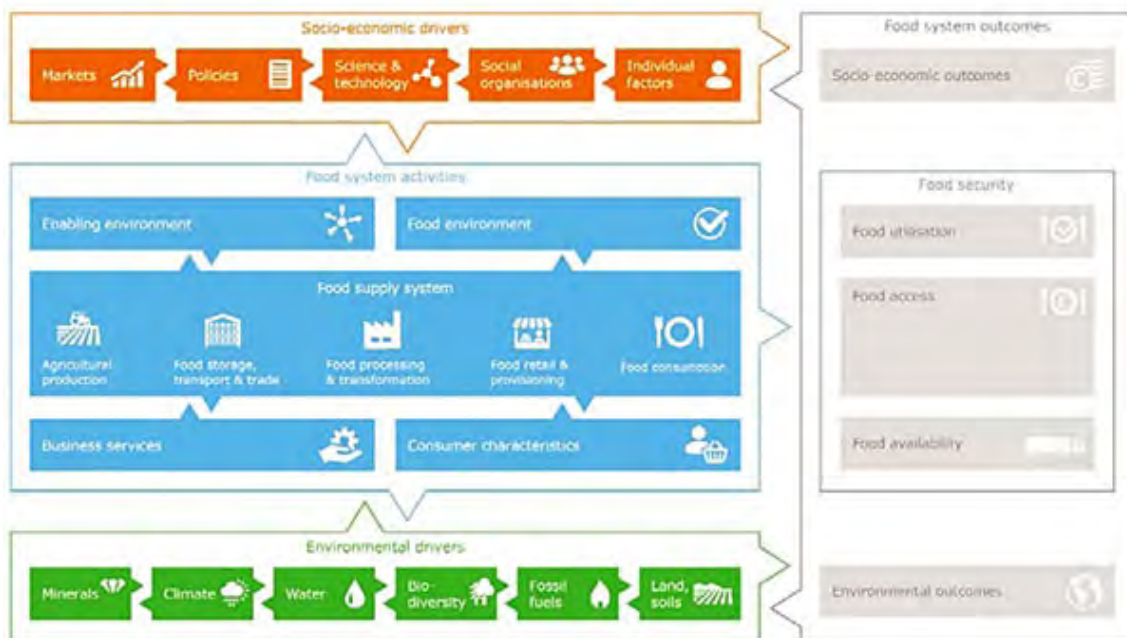 Socio-economic drivers
Markets
Policies
Science &
technology
Social
organisations
Individual
factors
Food system activities
Enabling environment
Food environment
Food supply system
Agricultural
production
Food storage,
transport & trade
Food processing
& transformation
Food retail &
provisioning
Food consumption
Business services
Consumer characteristics
Environmental drivers
Minerals
Climate
Water
Bio-
diversity
Fossil
fuels
Land,
soils
Food system outcomes
Socio-economic outcomes
Food security
Food utilisation
Food access
Food availability
Environmental outcomes